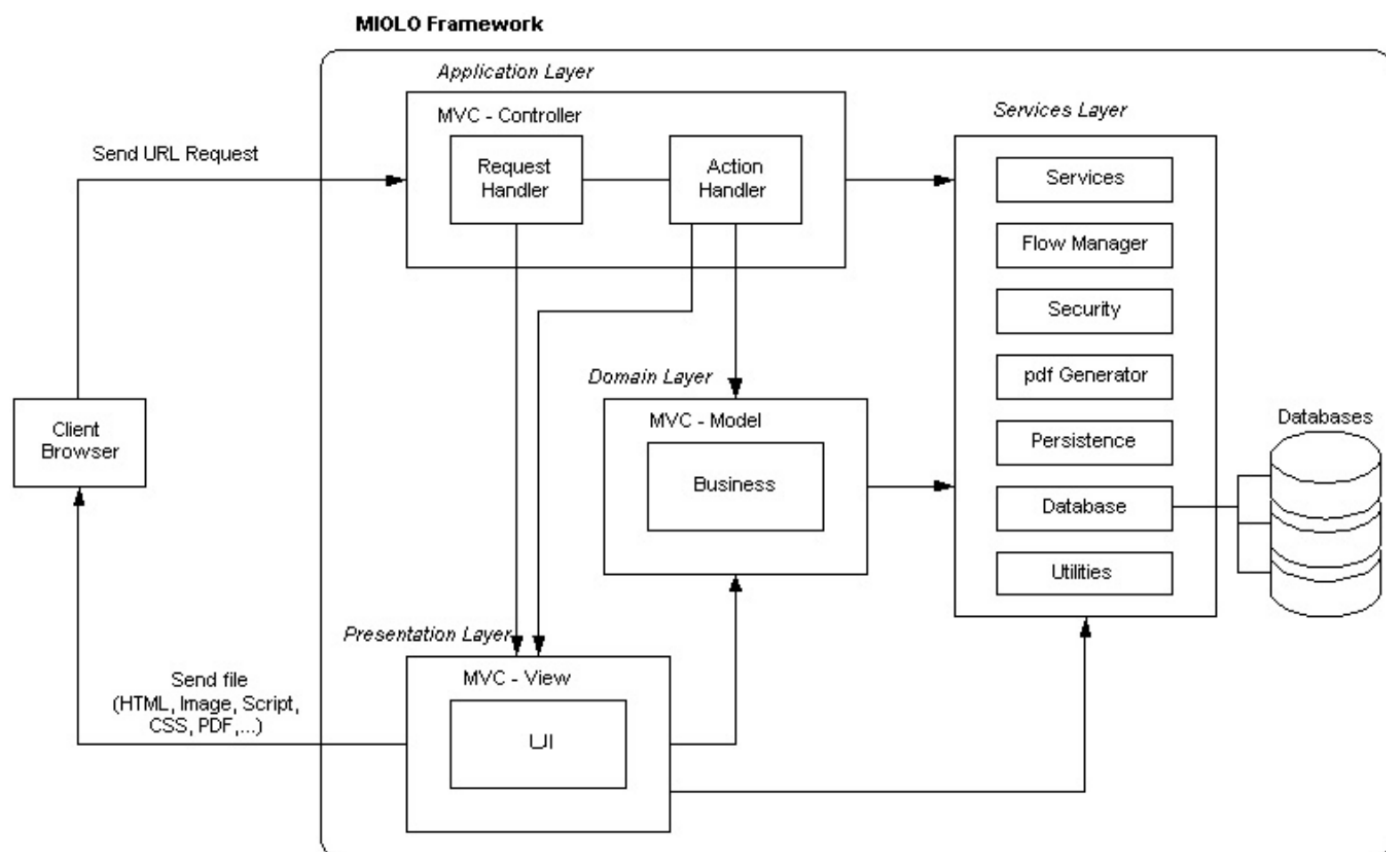 MIOLO Framework
Application Layer
MVC - Controller
Services Layer
Send URL Request
Request
Handler
Action
Handler
Services
Flow Manager
Security
Domain Layer
pdf Generator
MVC - Model
Client
Browser
Business
Persistence
Databases
Database
Utilities
Presentation Layer
MVC - View
Send file
(HTML, Image, Script,
CSS, PDF,...)
UI